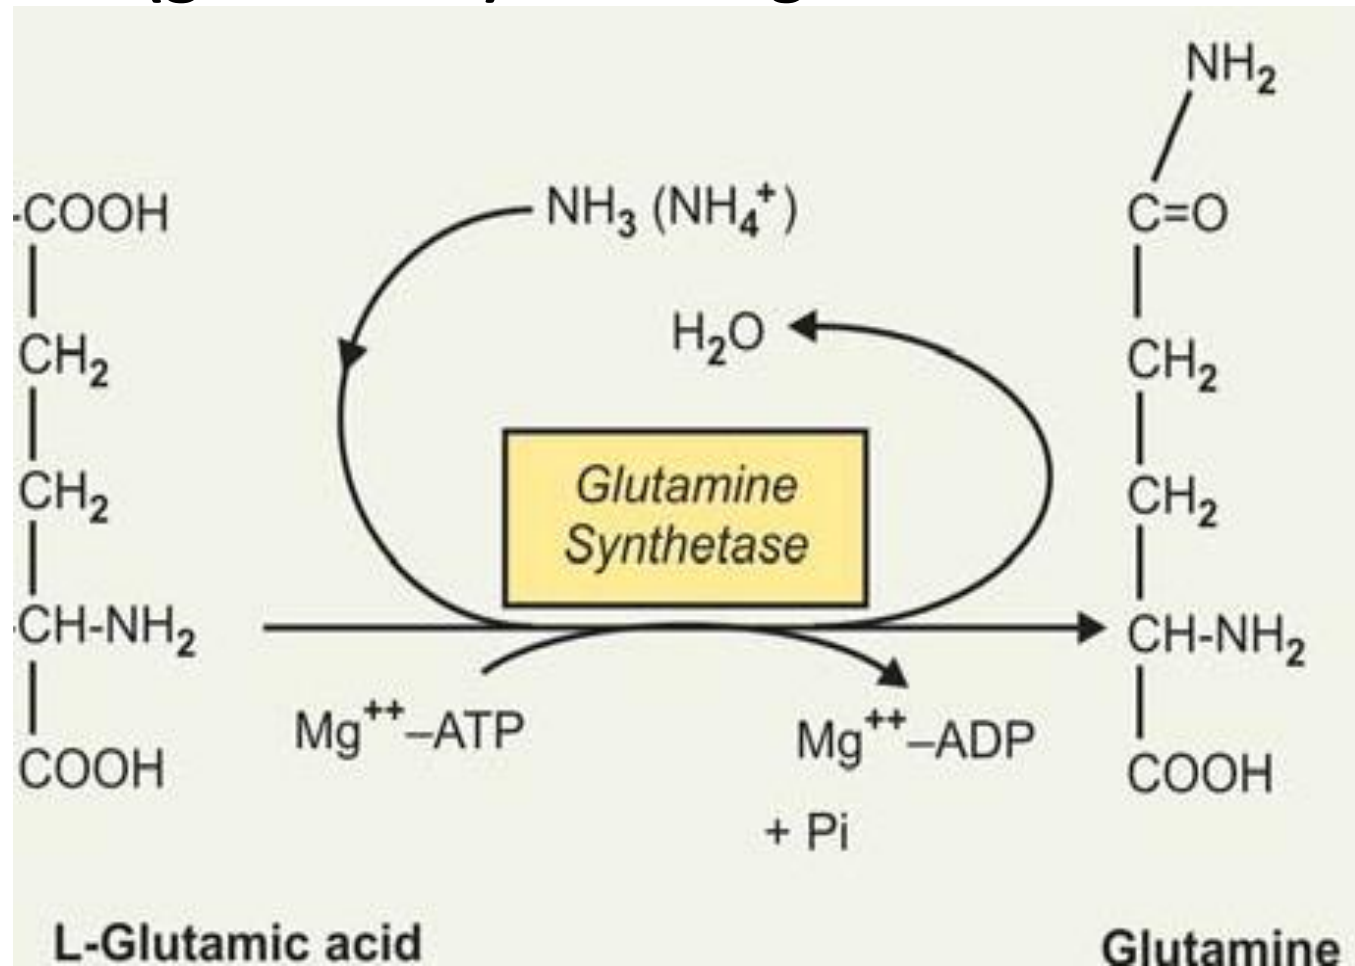 NH₂
-COOH
NH₃ (NH₄⁺)
C=O
H₂O
CH₂
CH₂
Glutamine
Synthetase
CH₂
CH₂
CH-NH₂
CH-NH₂
Mg⁺⁺–ATP
Mg⁺⁺–ADP
COOH
COOH
+ Pi
L-Glutamic acid
Glutamine